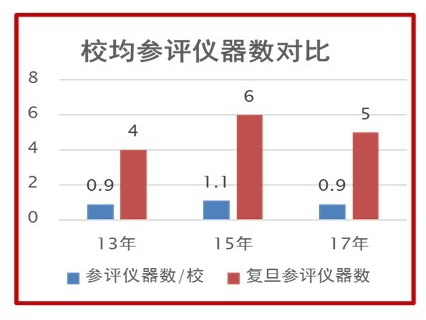 校均参评仪器数对比
8
6
4
2
0
0.9
4
1.1
6
0.9
5
13年
15年
17年
参评仪器数/校
复旦参评仪器数